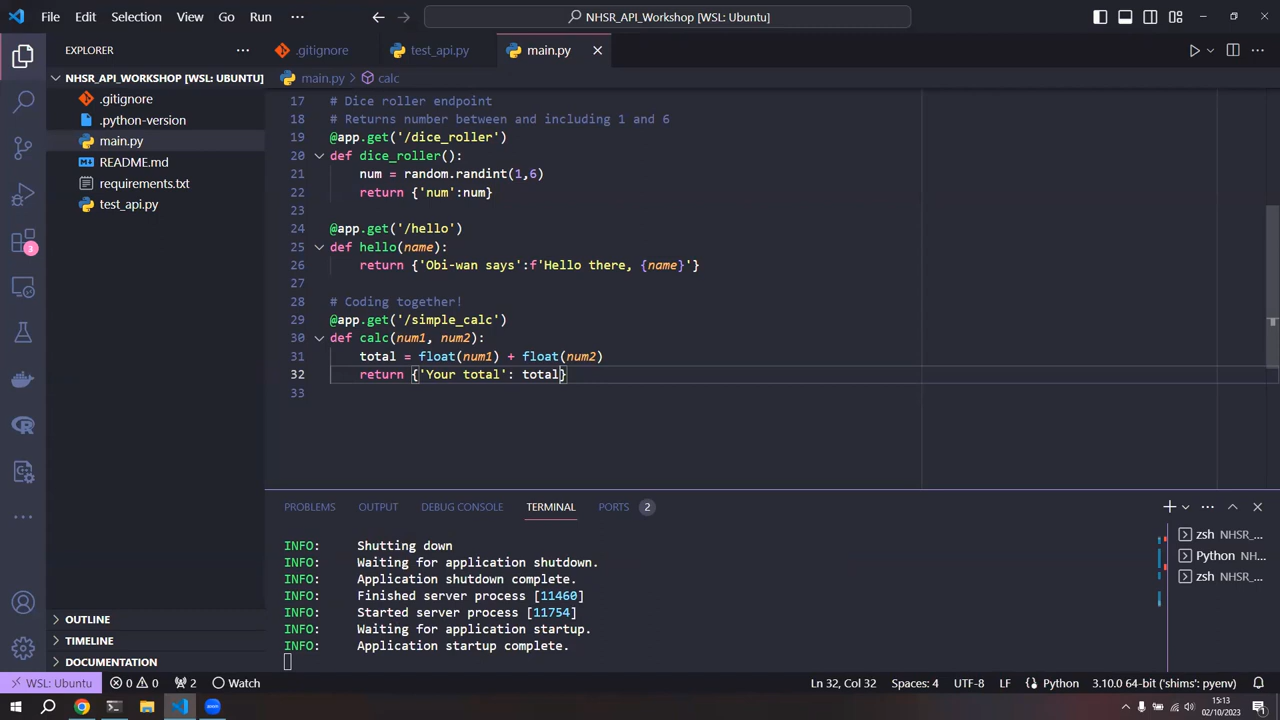 File Edit Selection View Go Run ··· NHSR_API_Workshop [WSL: Ubuntu]
EXPLORER ···
.gitignore test_api.py main.py
NHSR_API_WORKSHOP [WSL: UBUNTU]
main.py > calc
.gitignore
.python-version
main.py
README.md
requirements.txt
test_api.py
17 # Dice roller endpoint
18 # Returns number between and including 1 and 6
19 @app.get('/dice_roller')
20 def dice_roller():
21 num = random.randint(1,6)
22 return {'num':num}
23
24 @app.get('/hello')
25 def hello(name):
26 return {'Obi-wan says':f'Hello there, {name}'}
27
28 # Coding together!
29 @app.get('/simple_calc')
30 def calc(num1, num2):
31 total = float(num1) + float(num2)
32 return {'Your total': total}
33
3
PROBLEMS OUTPUT DEBUG CONSOLE TERMINAL PORTS 2
INFO: Shutting down
INFO: Waiting for application shutdown.
INFO: Application shutdown complete.
INFO: Finished server process [11460]
INFO: Started server process [11754]
INFO: Waiting for application startup.
INFO: Application startup complete.
zsh NHSR_...
Python NH...
zsh NHSR_...
OUTLINE
TIMELINE
DOCUMENTATION
WSL: Ubuntu 0 0 2 Watch Ln 32, Col 32 Spaces: 4 UTF-8 LF Python 3.10.0 64-bit ('shims': pyenv)
15:13
02/10/2023
1